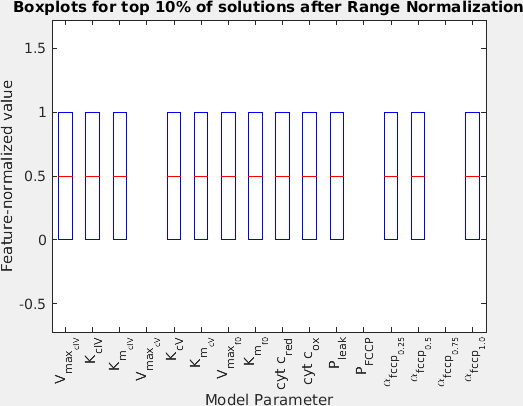 Boxplots for top 10% of solutions after Range Normalization
Feature-normalized value
1.5
1
0.5
0
-0.5
V_max_cIV
K_cIV
K_m_cIV
V_max_cV
K_cV
K_m_cV
V_max_f0
K_m_f0
cyt c_red
cyt c_ox
P_leak
P_FCCP
α_fccp_0.25
α_fccp_0.5
α_fccp_0.75
α_fccp_1.0
Model Parameter